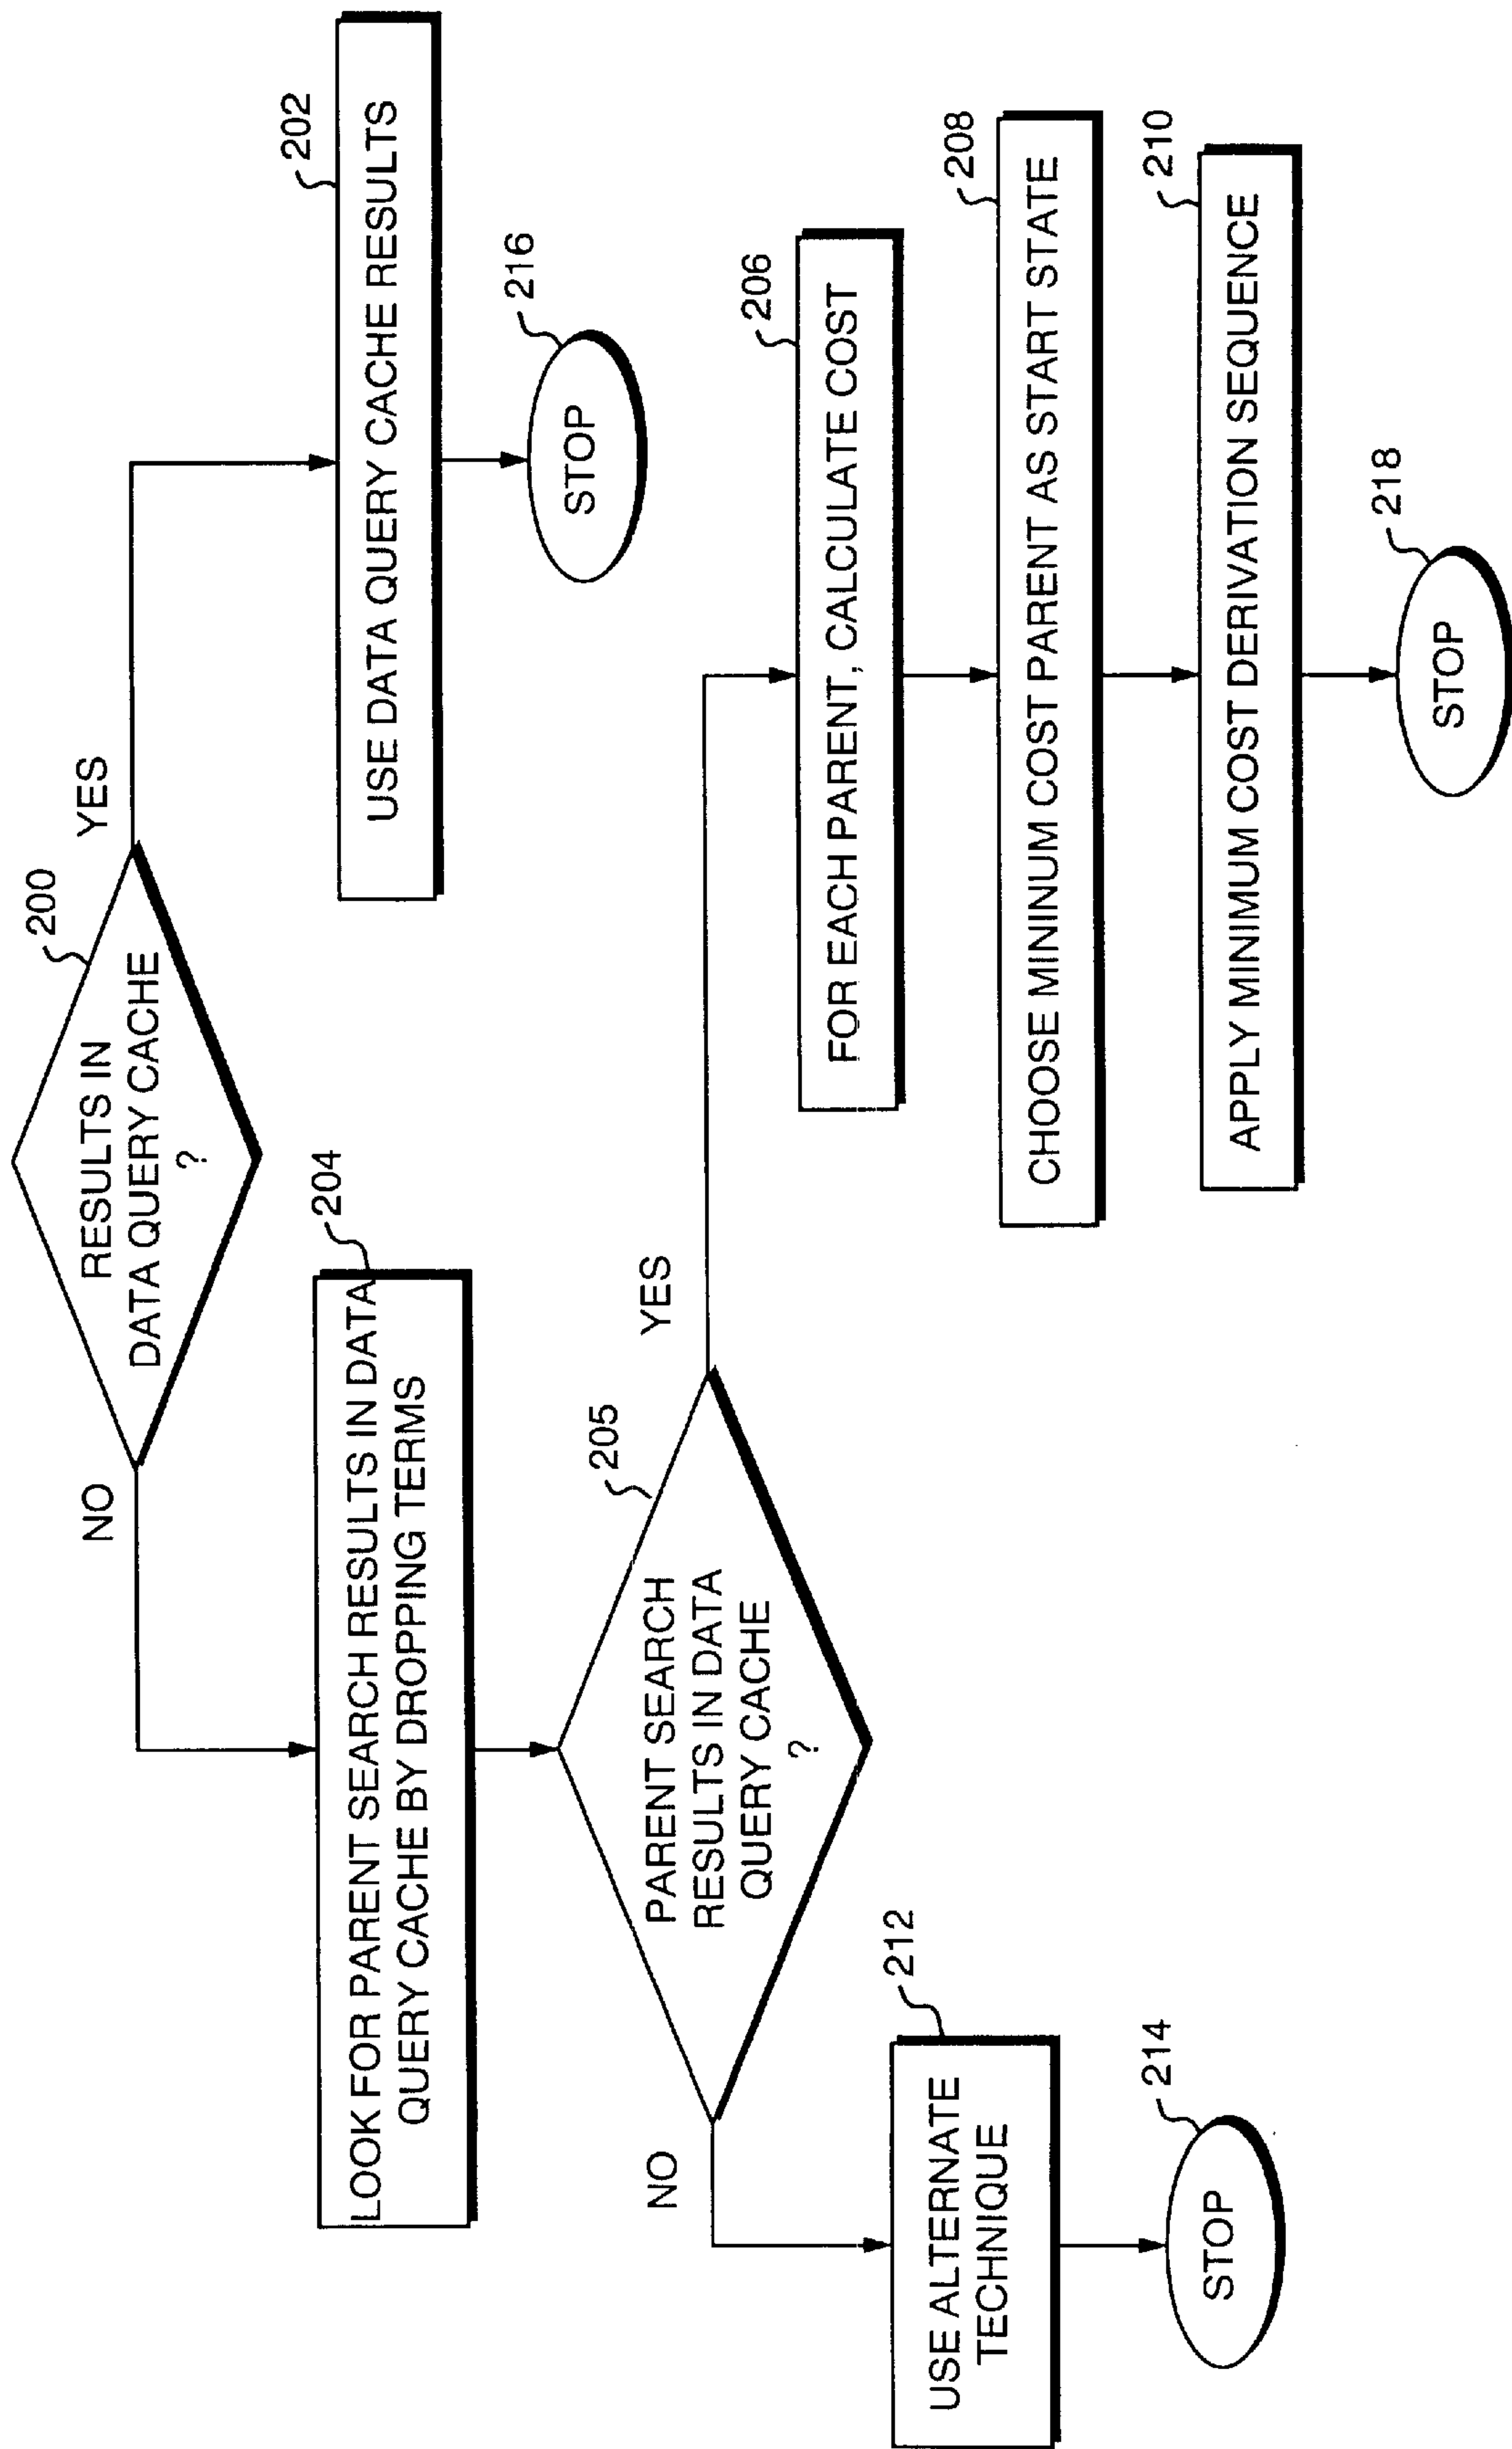 200
RESULTS IN
DATA QUERY CACHE
?
YES
NO
202
USE DATA QUERY CACHE RESULTS
216
STOP
204
LOOK FOR PARENT SEARCH RESULTS IN DATA
QUERY CACHE BY DROPPING TERMS
205
PARENT SEARCH
RESULTS IN DATA
QUERY CACHE
?
YES
NO
206
FOR EACH PARENT, CALCULATE COST
208
CHOOSE MININUM COST PARENT AS START STATE
210
APPLY MINIMUM COST DERIVATION SEQUENCE
218
STOP
212
USE ALTERNATE
TECHNIQUE
214
STOP